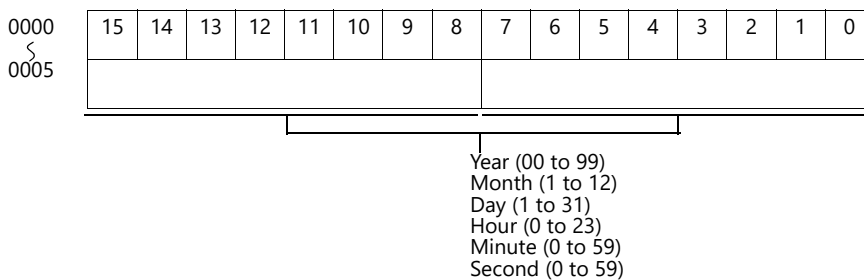 0000 15 14 13 12 11 10 9 8 7 6 5 4 3 2 1 0
0005
Year (00 to 99)
Month (1 to 12)
Day (1 to 31)
Hour (0 to 23)
Minute (0 to 59)
Second (0 to 59)